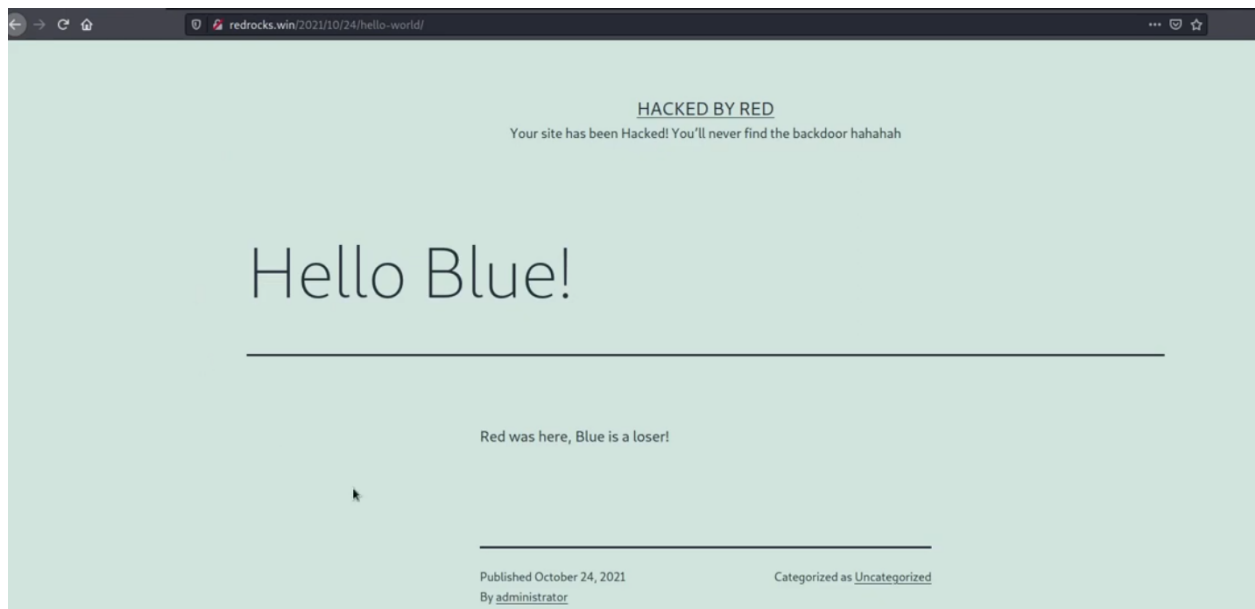 redrocks.win/2021/10/24/hello-world/
HACKED BY RED
Your site has been Hacked! You'll never find the backdoor hahahah
Hello Blue!
Red was here, Blue is a loser!
Published October 24, 2021
Categorized as Uncategorized
By administrator